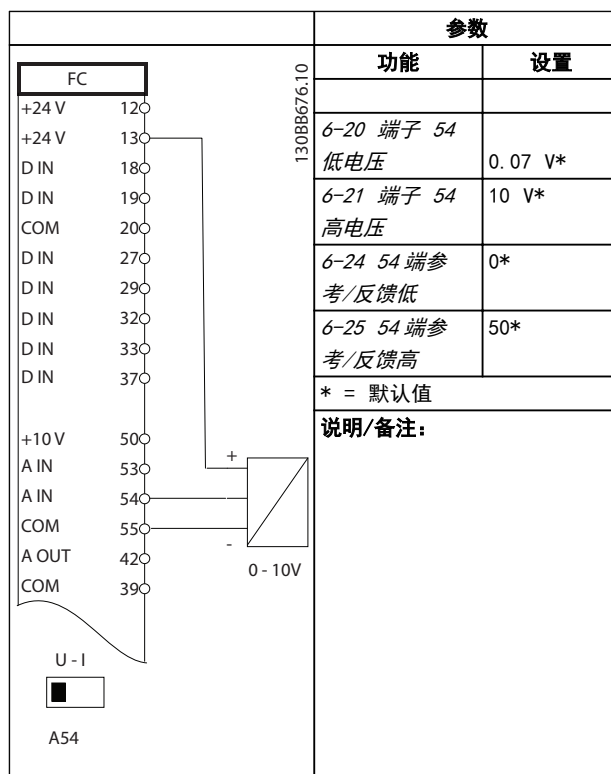 参数
功能 设置
FC
130BB676.10
+24 V 12
+24 V 13
D IN 18
D IN 19
COM 20
D IN 27
D IN 29
D IN 32
D IN 33
D IN 37
+10 V 50
A IN 53
A IN 54
COM 55
A OUT 42
COM 39
+
-
0 - 10V
U - I
A54
6-20 端子 54
低电压 0.07 V*
6-21 端子 54 10 V*
高电压
6-24 54 端参 0*
考/反馈低
6-25 54 端参 50*
考/反馈高
* = 默认值
说明/备注: